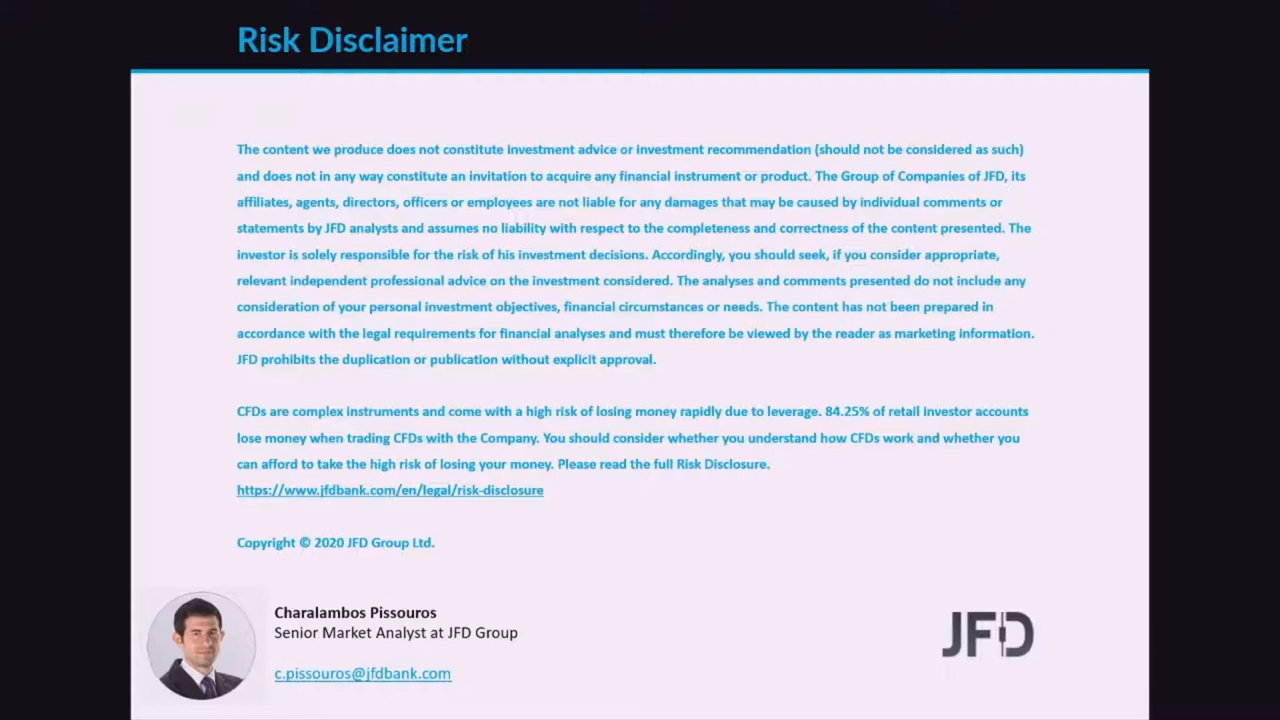 Risk Disclaimer
The content we produce does not constitute investment advice or investment recommendation (should not be considered as such)
and does not in any way constitute an invitation to acquire any financial instrument or product. The Group of Companies of JFD, its
affiliates, agents, directors, officers or employees are not liable for any damages that may be caused by individual comments or
statements by JFD analysts and assumes no liability with respect to the completeness and correctness of the content presented. The
investor is solely responsible for the risk of his investment decisions. Accordingly, you should seek, if you consider appropriate,
relevant independent professional advice on the investment considered. The analyses and comments presented do not include any
consideration of your personal investment objectives, financial circumstances or needs. The content has not been prepared in
accordance with the legal requirements for financial analyses and must therefore be viewed by the reader as marketing information.
JFD prohibits the duplication or publication without explicit approval.
CFDs are complex instruments and come with a high risk of losing money rapidly due to leverage. 84.25% of retail investor accounts
lose money when trading CFDs with the Company. You should consider whether you understand how CFDs work and whether you
can afford to take the high risk of losing your money. Please read the full Risk Disclosure.
https://www.jfdbank.com/en/legal/risk-disclosure
Copyright © 2020 JFD Group Ltd.
Charalambos Pissouros
Senior Market Analyst at JFD Group
c.pissouros@jfdbank.com
JFD